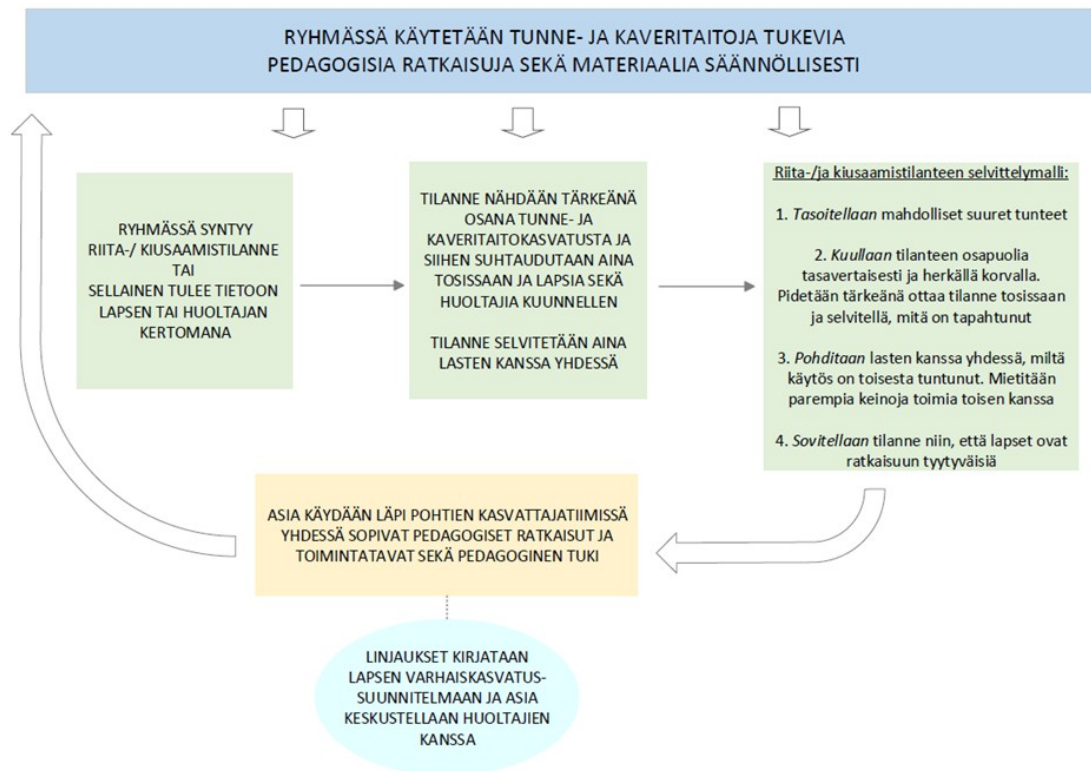 RYHMÄSSÄ KÄYTETÄÄN TUNNE- JA KAVERITAITOJA TUKEVIA
PEDAGOGISIA RATKAISUJA SEKÄ MATERIAALIA SÄÄNNÖLLISESTI
RYHMÄSSÄ SYNTYY
RIITA-/ KIUSAAMISTILANNE
TAI
SELLAINEN TULEE TIETOON
LAPSEN TAI HUOLTAJAN
KERTOMANA
TILANNE NÄHDÄÄN TÄRKEÄNÄ
OSANA TUNNE- JA
KAVERITAITOKASVATUSTA JA
SIIHEN SUHTAUDUTAAN AINA
TOSISSAAN JA LAPSIA SEKÄ
HUOLTAJIA KUUNNELLEN
TILANNE SELVITETÄÄN AINA
LASTEN KANSSA YHDESSÄ
Riita-/ja kiusaamistilanteen selvittelymalli:
1. Tasoitellaan mahdolliset suuret tunteet
2. Kuullaan tilanteen osapuolia
tasavertaisesti ja herkällä korvalla.
Pidetään tärkeänä ottaa tilanne tosissaan
ja selvitellä, mitä on tapahtunut
3. Pohditaan lasten kanssa yhdessä, miltä
käytös on toisesta tuntunut. Mietitään
parempia keinoja toimia toisen kanssa
4. Sovitellaan tilanne niin, että lapset ovat
ratkaisuun tyytyväisiä
ASIA KÄYDÄÄN LÄPI POHTIEN KASVATTAJATIIMISSÄ
YHDESSÄ SOPIVAT PEDAGOGISET RATKAISUT JA
TOIMINTATAVAT SEKÄ PEDAGOGINEN TUKI
LINJAUKSET KIRJATAAN
LAPSEN VARHAISKASVATUS-
SUUNNITELMAAN JA ASIA
KESKUSTELLAAN HUOLTAJIEN
KANSSA